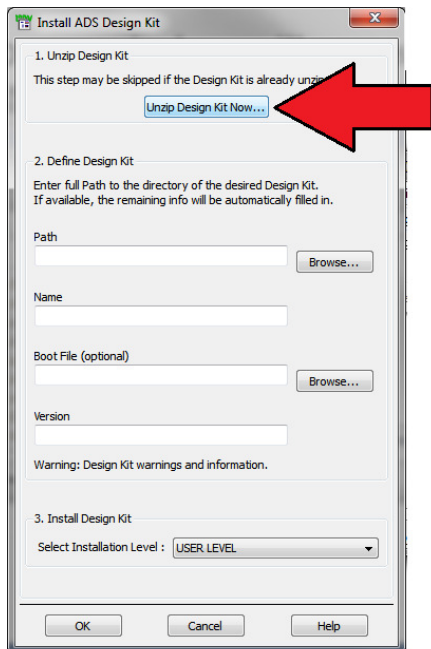 Install ADS Design Kit
1. Unzip Design Kit
This step may be skipped if the Design Kit is already
Unzip Design Kit Now...
2. Define Design Kit
Enter full Path to the directory of the desired Design Kit.
If available, the remaining info will be automatically filled in.
Path
Browse...
Name
Boot File (optional)
Browse...
Version
Warning: Design Kit warnings and information.
3. Install Design Kit
Select Installation Level : USER LEVEL
OK Cancel Help